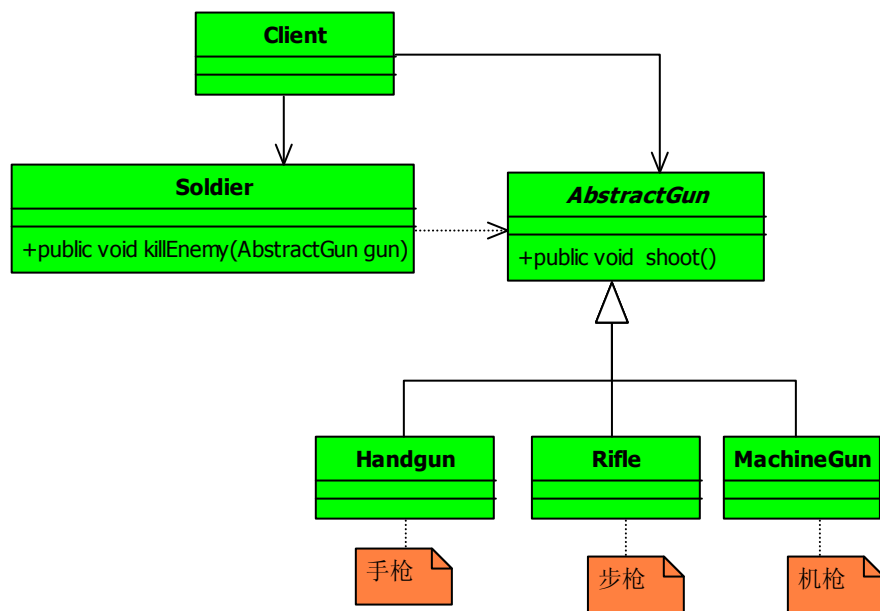 Client
Soldier
+public void killEnemy(AbstractGun gun)
AbstractGun
+public void shoot()
Handgun
Rifle
MachineGun
手枪
步枪
机枪